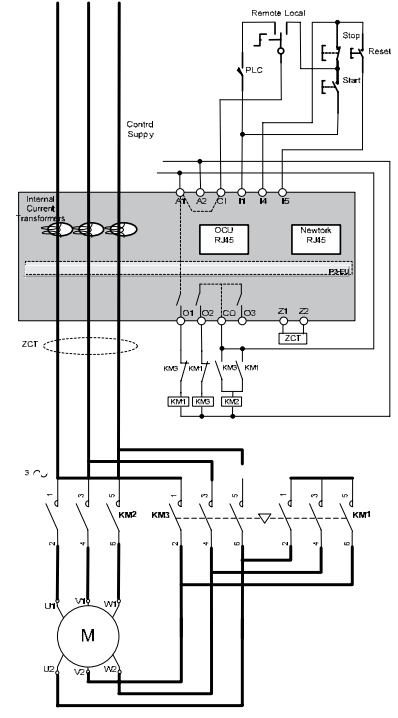 Remote Local
Stop
Reset
PLC
Start
Control
Supply
A1 A2 CI I1 I4 I5
Internal
Current
Transformers
OCU
RJ45
Newtork
RJ45
P2-EU
O1 O2 CO O3 Z1 Z2
ZCT
ZCT
KM3 KM1 KM3 KM1
KM1 KM3 KM2
3
1 3 5 1 3 5 1 3 5
KM2 KM3 KM1
2 4 6 2 4 6 2 4 6
U1 V1 W1
M
U2 V2 W2